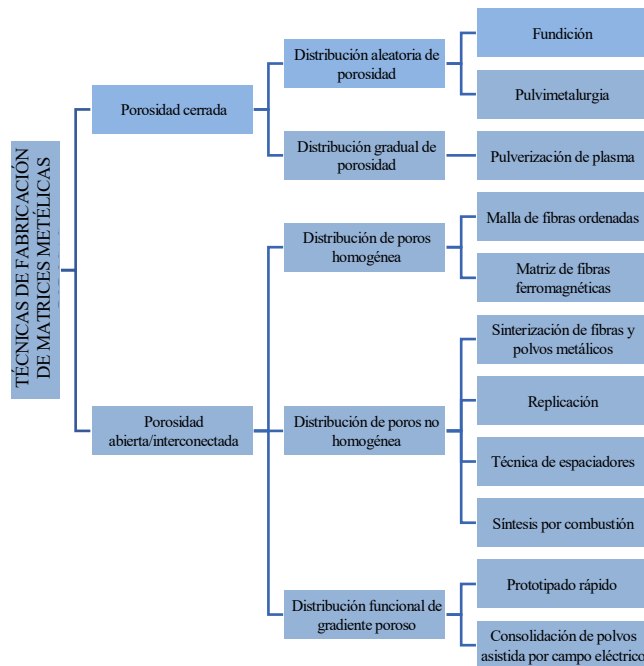 TÉCNICAS DE FABRICACIÓN
DE MATRICES METÉLICAS
Porosidad cerrada
Distribución aleatoria de
porosidad
Fundición
Pulvimetalurgia
Distribución gradual de
porosidad
Pulverización de plasma
Porosidad
abierta/interconectada
Distribución de poros
homogénea
Malla de fibras ordenadas
Matriz de fibras
ferromagnéticas
Distribución de poros no
homogénea
Sinterización de fibras y
polvos metálicos
Replicación
Técnica de espaciadores
Síntesis por combustión
Distribución funcional de
gradiente poroso
Prototipado rápido
Consolidación de polvos
asistida por campo eléctrico